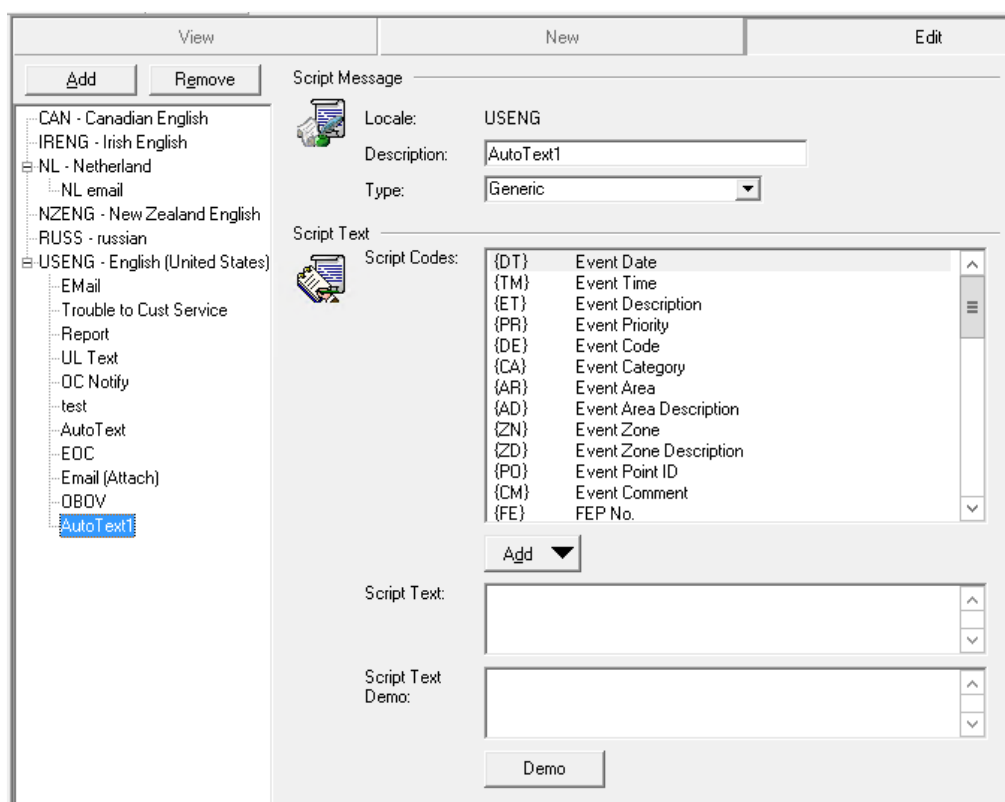 View
New
Edit
Add
Remove
CAN - Canadian English
IRENG - Irish English
NL - Netherland
NL email
NZENG - New Zealand English
RUSS - russian
USENG - English (United States)
EMail
Trouble to Cust Service
Report
UL Text
OC Notify
test
AutoText
EOC
Email (Attach)
OBOV
AutoText1
Script Message
Locale: USENG
Description: AutoText1
Type: Generic
Script Text
Script Codes:
{DT} Event Date
{TM} Event Time
{ET} Event Description
{PR} Event Priority
{DE} Event Code
{CA} Event Category
{AR} Event Area
{AD} Event Area Description
{ZN} Event Zone
{ZD} Event Zone Description
{PO} Event Point ID
{CM} Event Comment
{FE} FEP No.
Add
Script Text:
Script Text
Demo:
Demo